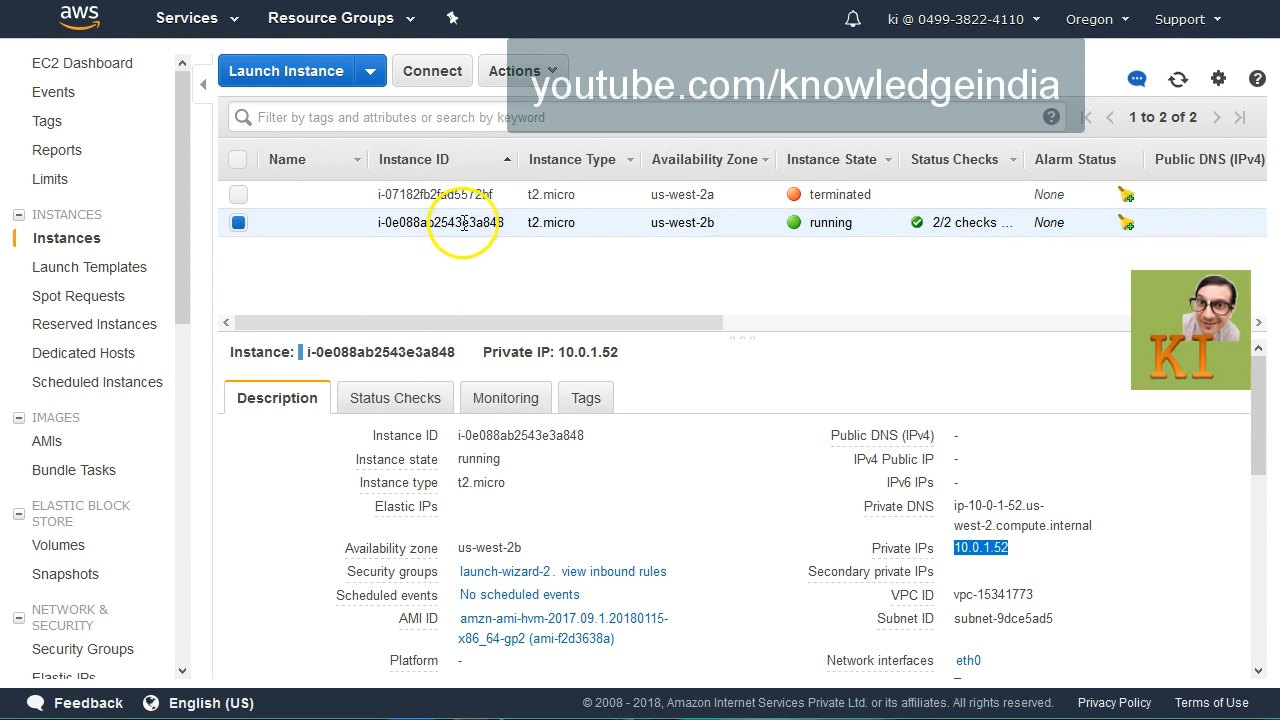 aws Services Resource Groups ki @ 0499-3822-4110 Oregon Support
EC2 Dashboard
Events
Tags
Reports
Limits
INSTANCES
Instances
Launch Templates
Spot Requests
Reserved Instances
Dedicated Hosts
Scheduled Instances
IMAGES
AMIs
Bundle Tasks
ELASTIC BLOCK
STORE
Volumes
Snapshots
NETWORK &
SECURITY
Security Groups
Elastic IPs
Launch Instance Connect Actions
youtube.com/knowledgeindia
Filter by tags and attributes or search by keyword 1 to 2 of 2
Name Instance ID Instance Type Availability Zone Instance State Status Checks Alarm Status Public DNS (IPv4)
i-07182fb2fad5572bf t2.micro us-west-2a terminated None
i-0e088ab2543e3a848 t2.micro us-west-2b running 2/2 checks ... None
KI
Instance: i-0e088ab2543e3a848 Private IP: 10.0.1.52
Description Status Checks Monitoring Tags
Instance ID i-0e088ab2543e3a848 Public DNS (IPv4) -
Instance state running IPv4 Public IP -
Instance type t2.micro IPv6 IPs -
Elastic IPs Private DNS ip-10-0-1-52.us-
west-2.compute.internal
Availability zone us-west-2b Private IPs 10.0.1.52
Security groups launch-wizard-2. view inbound rules Secondary private IPs
Scheduled events No scheduled events VPC ID vpc-15341773
AMI ID amzn-ami-hvm-2017.09.1.20180115- Subnet ID subnet-9dce5ad5
x86_64-gp2 (ami-f2d3638a)
Platform - Network interfaces eth0
Feedback English (US) © 2008 - 2018, Amazon Internet Services Private Ltd. or its affiliates. All rights reserved. Privacy Policy Terms of Use